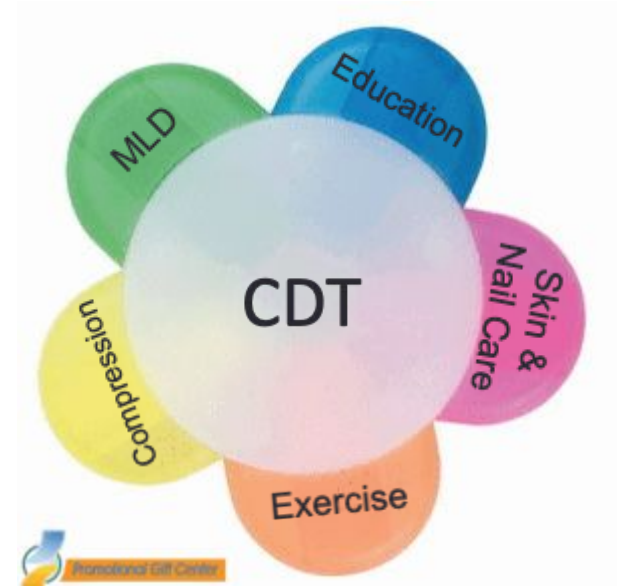 Education
MLD
CDT
Skin &
Nail Care
Compression
Exercise
Promotional Gift Center